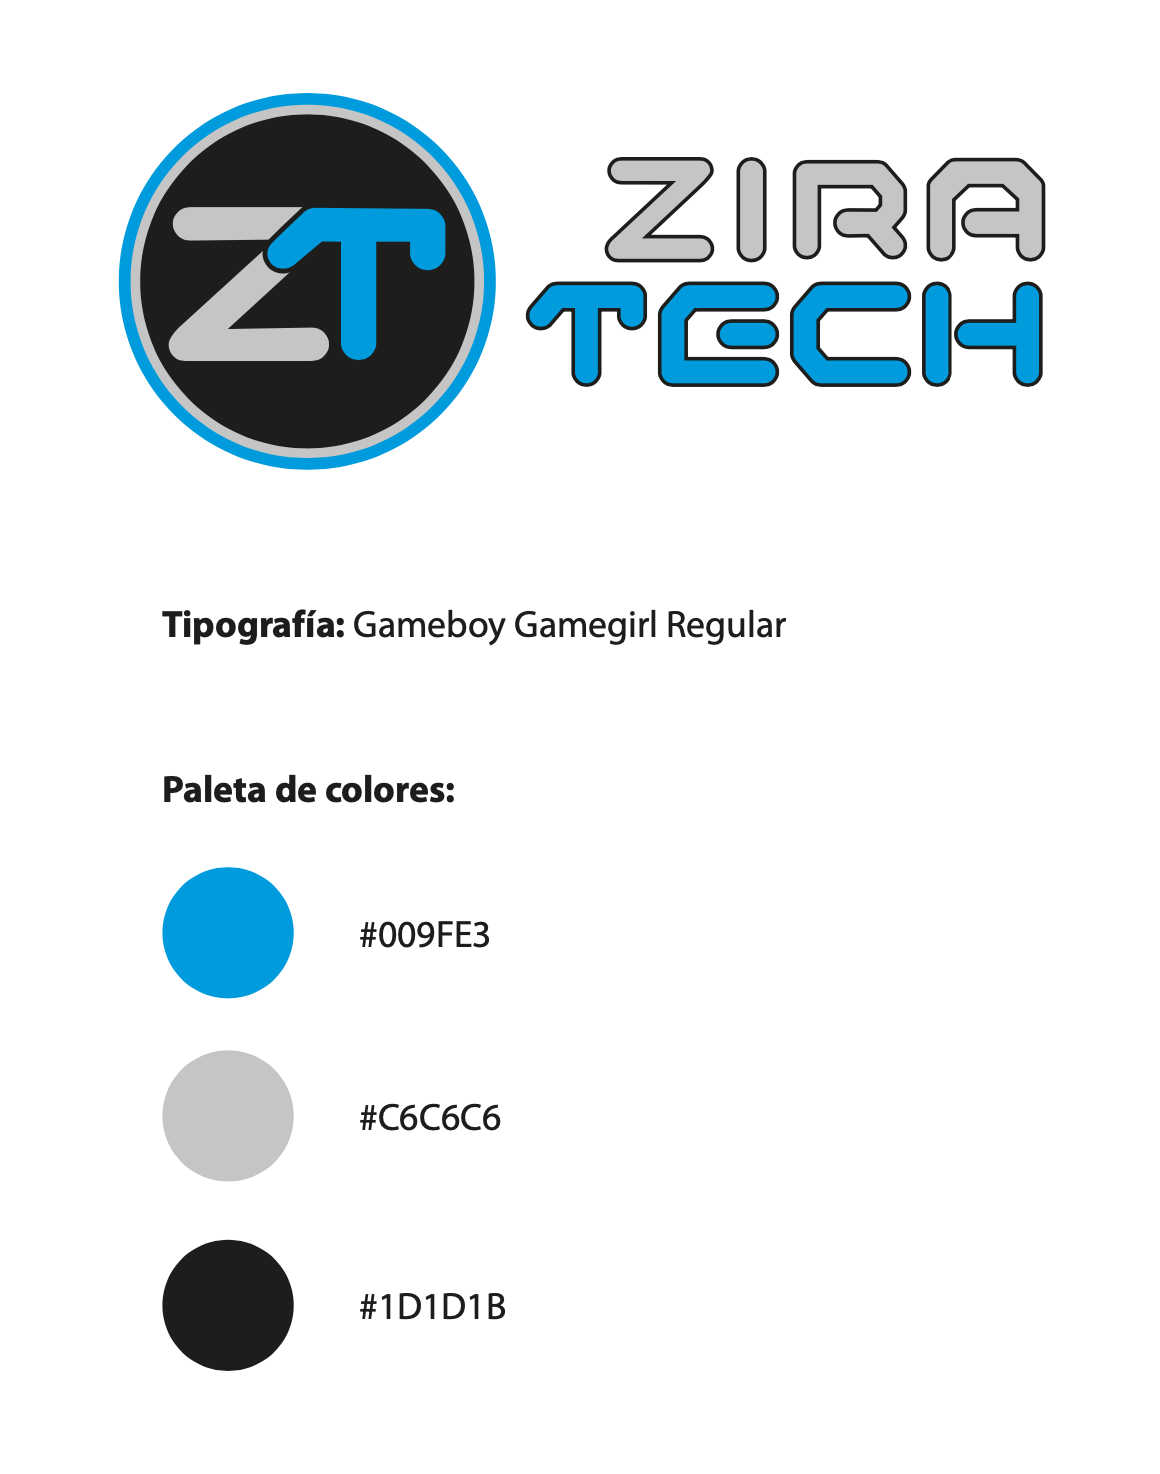 ZT
ZIRA
TECH
Tipografía: Gameboy Gamegirl Regular
Paleta de colores:
#009FE3
#C6C6C6
#1D1D1B